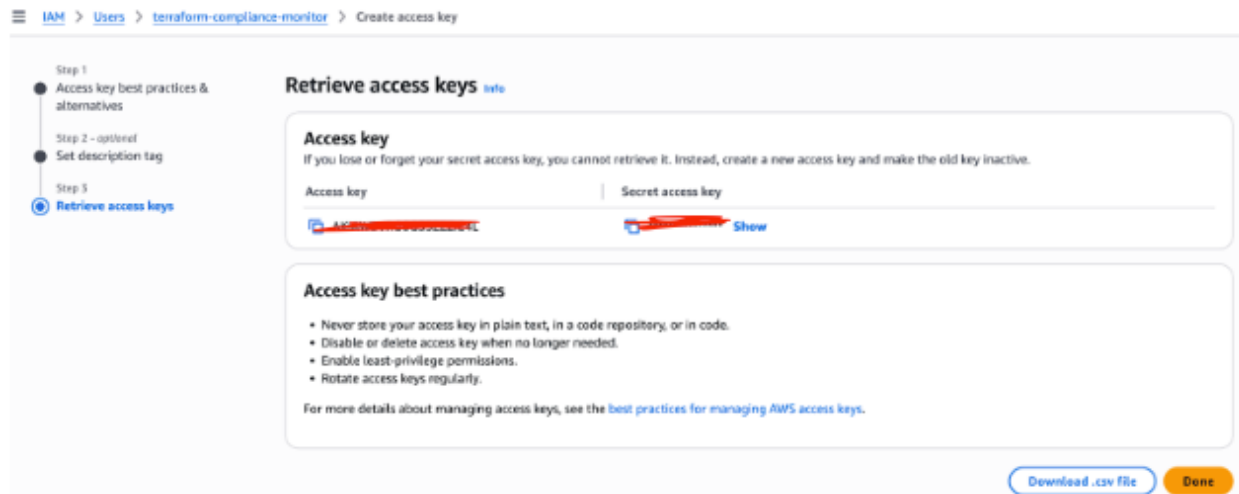 IAM > Users > terraform-compliance-monitor > Create access key
Step 1
Access key best practices &
alternatives
Step 2 - optional
Set description tag
Step 3
Retrieve access keys
Retrieve access keys Info
Access key
If you lose or forget your secret access key, you cannot retrieve it. Instead, create a new access key and make the old key inactive.
Access key
Secret access key
Show
Access key best practices
• Never store your access key in plain text, in a code repository, or in code.
• Disable or delete access key when no longer needed.
• Enable least-privilege permissions.
• Rotate access keys regularly.
For more details about managing access keys, see the best practices for managing AWS access keys.
Download .csv file
Done